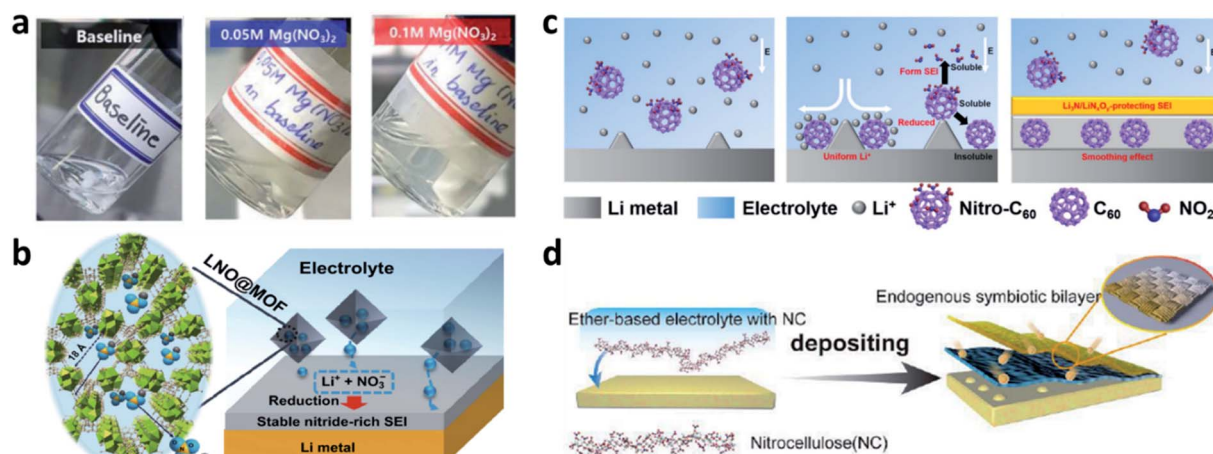 a
Baseline
0.05M Mg(NO₃)₂
0.1M Mg(NO₃)₂
Baseline
in baseline
in baseline
b
LNO@MOF
Electrolyte
18 Å
Li⁺ + NO₃⁻
Reduction
Stable nitride-rich SEI
Li metal
c
E
E
Form SEI
Soluble
Soluble
Reduced
Uniform Li⁺
Insoluble
E
Li₃N/LiNₓOᵧ-protecting SEI
Smoothing effect
Li metal
Electrolyte
Li⁺
Nitro-C₆₀
C₆₀
NO₂
d
Ether-based electrolyte with NC
depositing
Endogenous symbiotic bilayer
Nitrocellulose(NC)